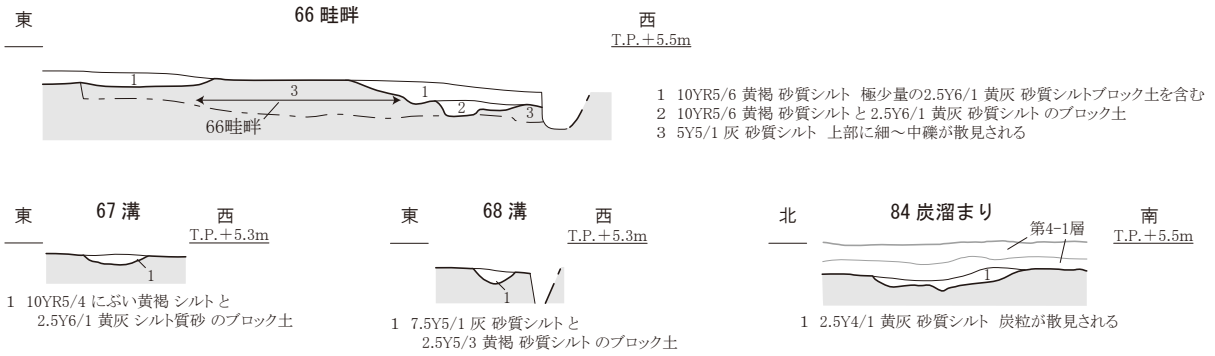 66 畦畔
東
西
T.P.+5.5m
1
3
1
2
3
66畦畔
1 10YR5/6 黄褐 砂質シルト 極少量の2.5Y6/1 黄灰 砂質シルトブロック土を含む
2 10YR5/6 黄褐 砂質シルトと2.5Y6/1 黄灰 砂質シルト のブロック土
3 5Y5/1 灰 砂質シルト 上部に細～中礫が散見される
67 溝
東
西
T.P.+5.3m
1
1 10YR5/4 にぶい黄褐 シルトと
2.5Y6/1 黄灰 シルト質砂 のブロック土
68 溝
東
西
T.P.+5.3m
1
1 7.5Y5/1 灰 砂質シルトと
2.5Y5/3 黄褐 砂質シルト のブロック土
84 炭溜まり
北
南
T.P.+5.5m
第4-1層
1
1 2.5Y4/1 黄灰 砂質シルト 炭粒が散見される